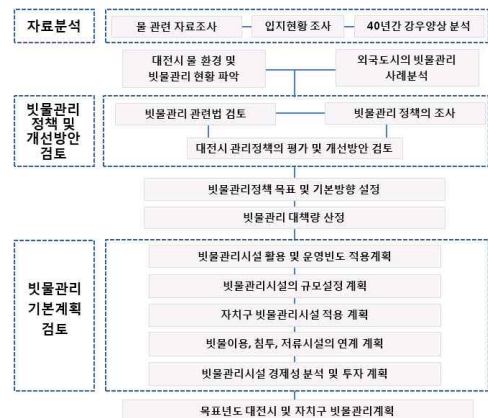 자료분석
물 관련 자료조사
입지현황 조사
40년간 강우양상 분석
대전시 물 환경 및
빗물관리 현황 파악
외국도시의 빗물관리
사례분석
빗물관리
정책 및
개선방안
검토
빗물관리 관련법 검토
빗물관리 정책의 조사
대전시 관리정책의 평가 및 개선방안 검토
빗물관리정책 목표 및 기본방향 설정
빗물관리 대책량 산정
빗물관리
기본계획
검토
빗물관리시설 활용 및 운영빈도 적용계획
빗물관리시설의 규모설정 계획
자치구 빗물관리시설 적용 계획
빗물이용, 침투, 저류시설의 연계 계획
빗물관리시설 경제성 분석 및 투자 계획
목표년도 대전시 및 자치구 빗물관리계획